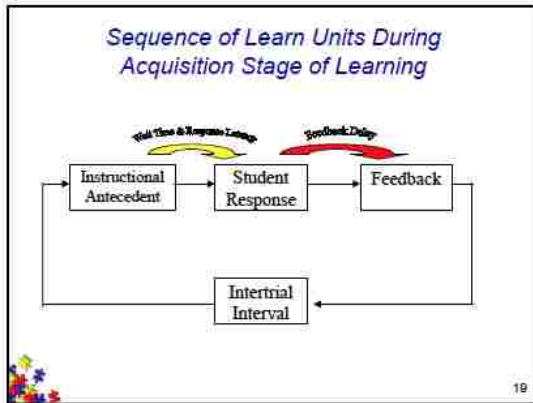 Sequence of Learn Units During
Acquisition Stage of Learning
Wait Time & Response Latency
Feedback Delay
Instructional
Antecedent
Student
Response
Feedback
Intertrial
Interval
19